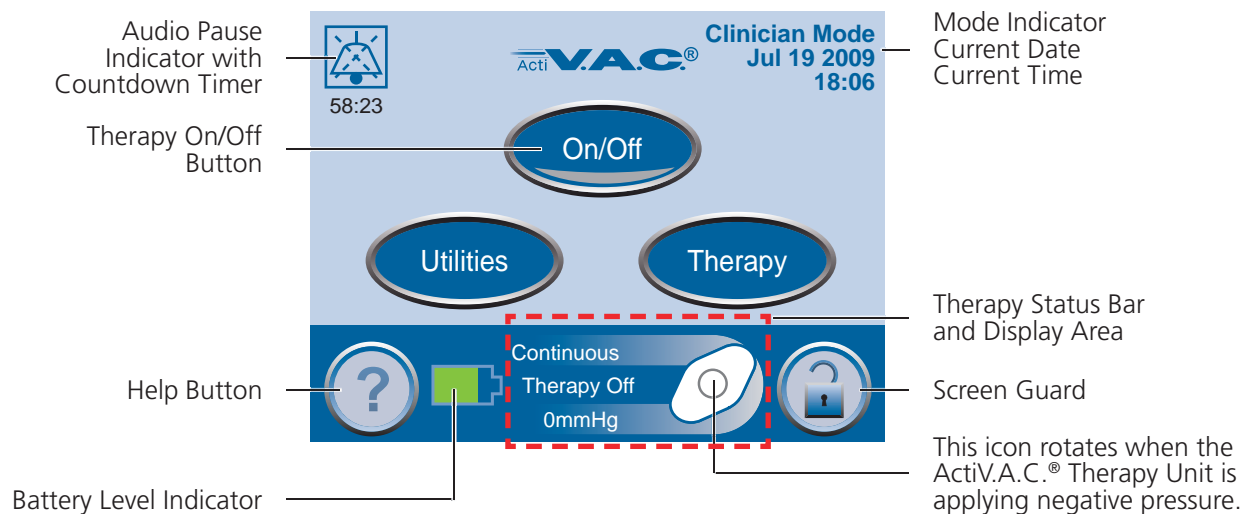 Audio Pause
Indicator with
Countdown Timer
58:23
Acti V.A.C.®
Clinician Mode
Jul 19 2009
18:06
Mode Indicator
Current Date
Current Time
Therapy On/Off
Button
On/Off
Utilities
Therapy
Therapy Status Bar
and Display Area
Help Button
?
Continuous
Therapy Off
0mmHg
Screen Guard
Battery Level Indicator
This icon rotates when the
ActiV.A.C.® Therapy Unit is
applying negative pressure.